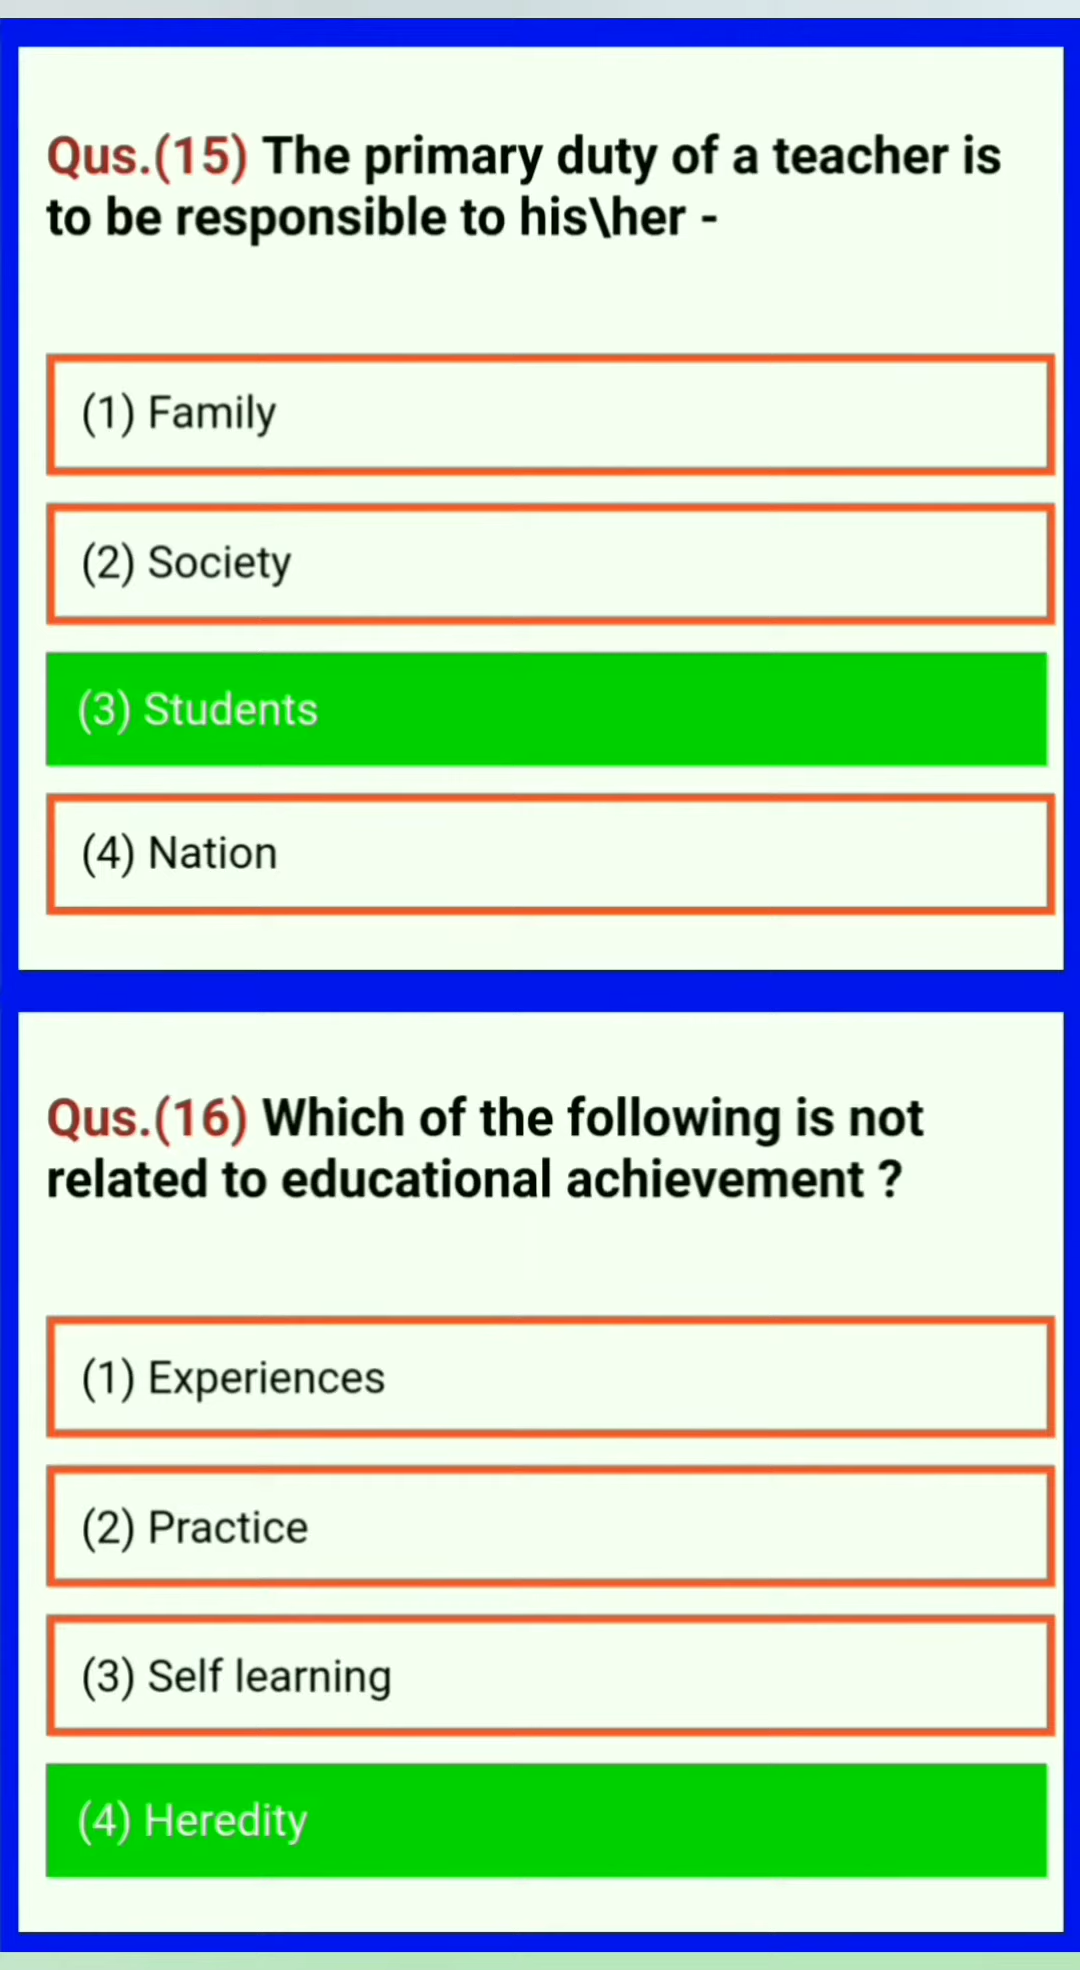 Qus.(15) The primary duty of a teacher is
to be responsible to his\her -
(1) Family
(2) Society
(3) Students
(4) Nation
Qus.(16) Which of the following is not
related to educational achievement ?
(1) Experiences
(2) Practice
(3) Self learning
(4) Heredity